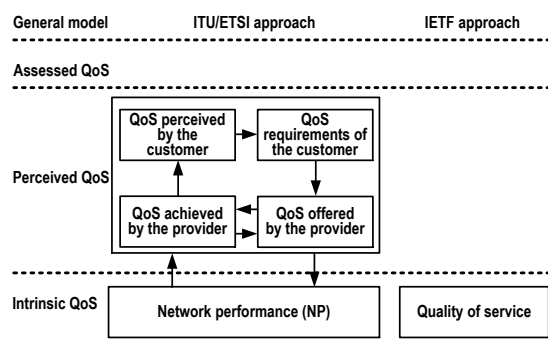 General model ITU/ETSI approach IETF approach
Assessed QoS
QoS perceived
by the
customer
QoS
requirements of
the customer
Perceived QoS
QoS achieved
by the provider
QoS offered
by the provider
Intrinsic QoS
Network performance (NP)
Quality of service